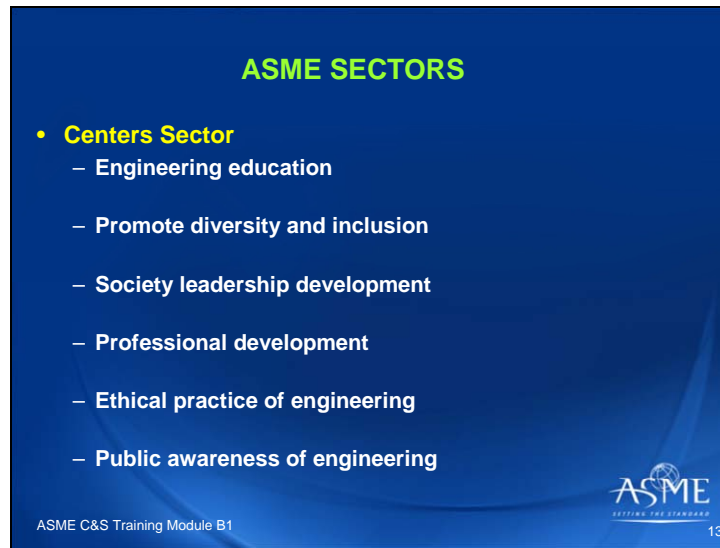 ASME SECTORS
• Centers Sector
– Engineering education
– Promote diversity and inclusion
– Society leadership development
– Professional development
– Ethical practice of engineering
– Public awareness of engineering
ASME
SETTING THE STANDARD
ASME C&S Training Module B1
13